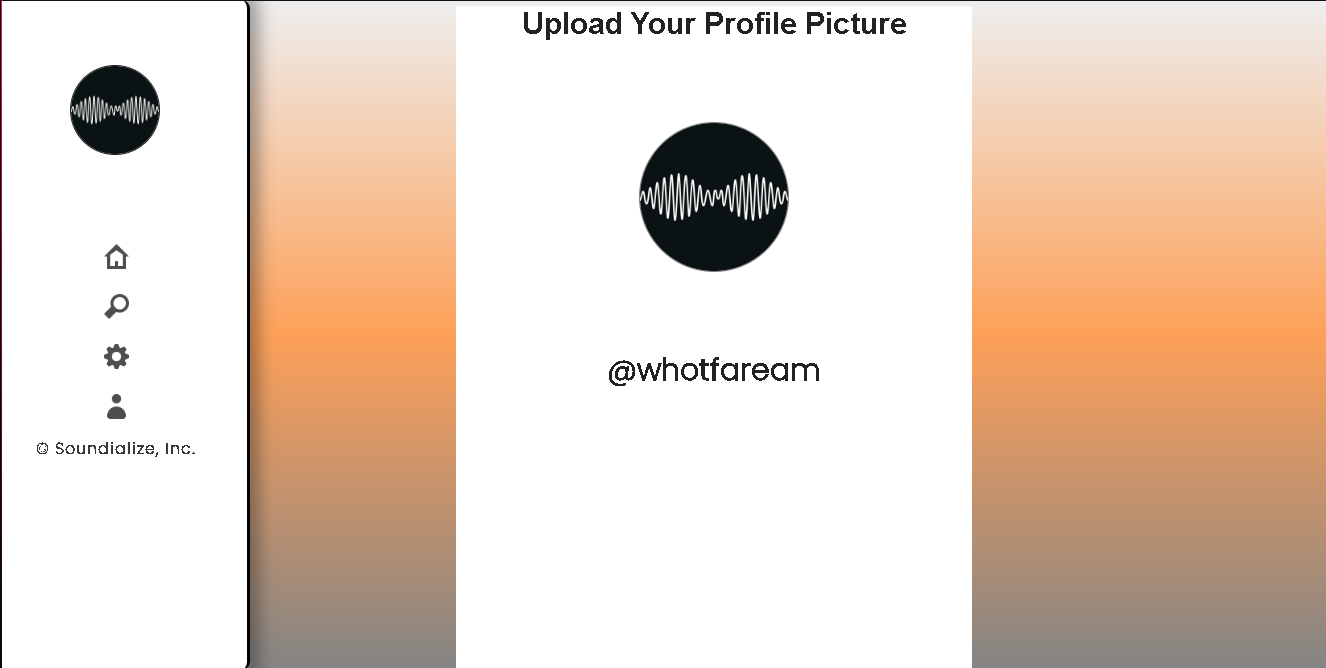 Upload Your Profile Picture
@whotfaream
© Soundialize, Inc.